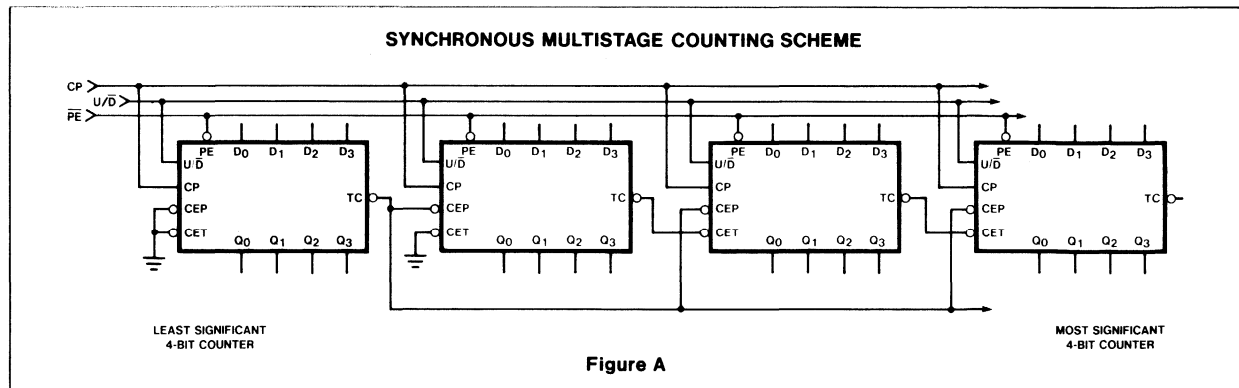 SYNCHRONOUS MULTISTAGE COUNTING SCHEME
CP
U/D̅
P̅E̅
PE D0 D1 D2 D3
U/D̅
CP
CEP
CET
TC
Q0 Q1 Q2 Q3
PE D0 D1 D2 D3
U/D̅
CP
CEP
CET
TC
Q0 Q1 Q2 Q3
PE D0 D1 D2 D3
U/D̅
CP
CEP
CET
TC
Q0 Q1 Q2 Q3
PE D0 D1 D2 D3
U/D̅
CP
CEP
CET
TC
Q0 Q1 Q2 Q3
LEAST SIGNIFICANT
4-BIT COUNTER
MOST SIGNIFICANT
4-BIT COUNTER
Figure A